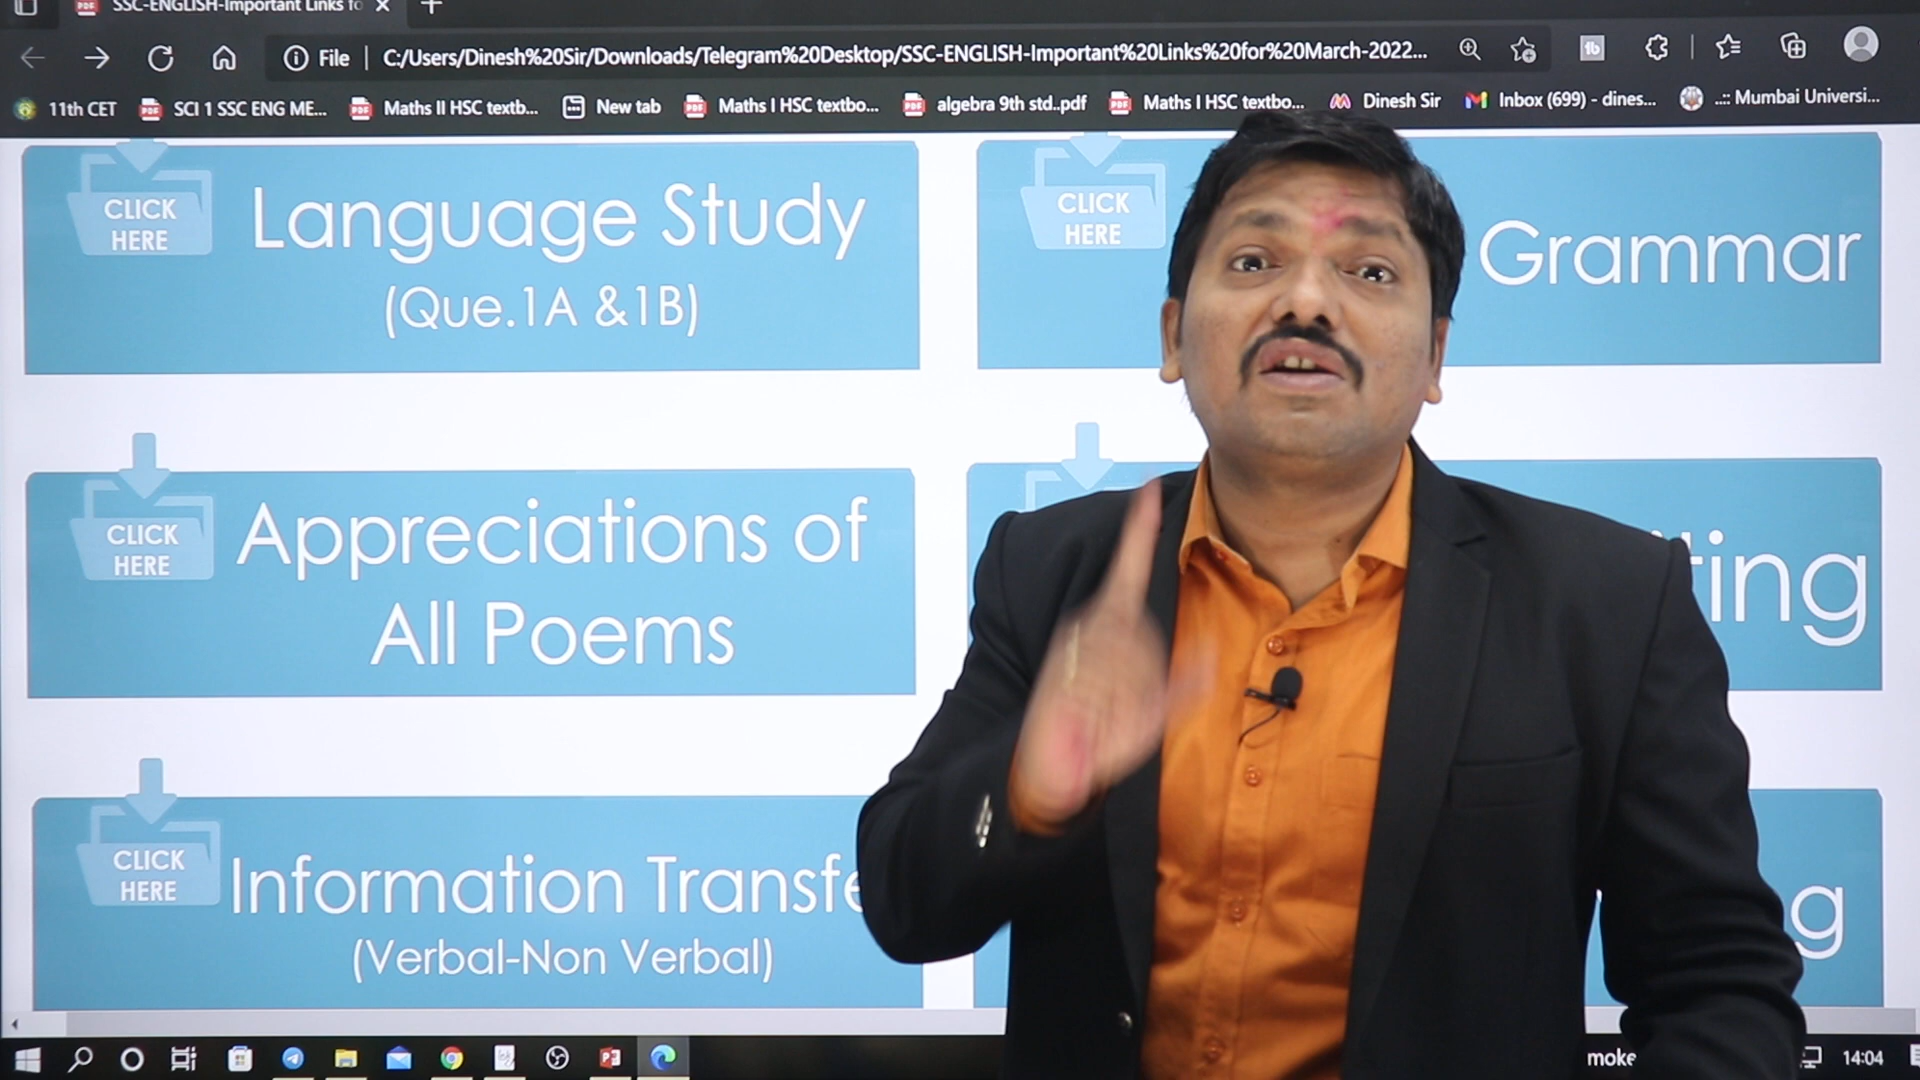 SSC-ENGLISH-Important Links fo
File
C:/Users/Dinesh%20Sir/Downloads/Telegram%20Desktop/SSC-ENGLISH-Important%20Links%20for%20March-2022...
11th CET
SCI 1 SSC ENG ME...
Maths II HSC textb...
New tab
Maths I HSC textbo...
algebra 9th std..pdf
Maths I HSC textbo...
Dinesh Sir
Inbox (699) - dines...
..:: Mumbai Universi...
CLICK
HERE
Language Study
(Que.1A &1B)
CLICK
HERE
Grammar
CLICK
HERE
Appreciations of
All Poems
ting
CLICK
HERE
Information Transfe
(Verbal-Non Verbal)
g
moke
14:04